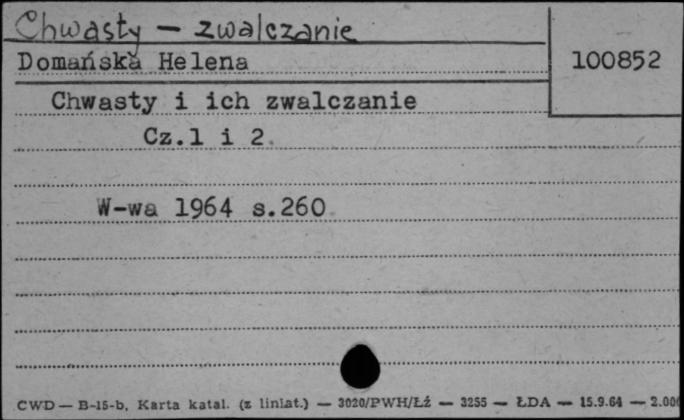 Chwasty — zwalczanie
Domańska Helena
100852
Chwasty i ich zwalczanie
Cz.1 i 2
W-wa 1964 s.260
CWD — B-15-b, Karta katal. (z liniat.) — 3020/PWH/Łź — 3255 — ŁDA — 15.9.64 — 2.000